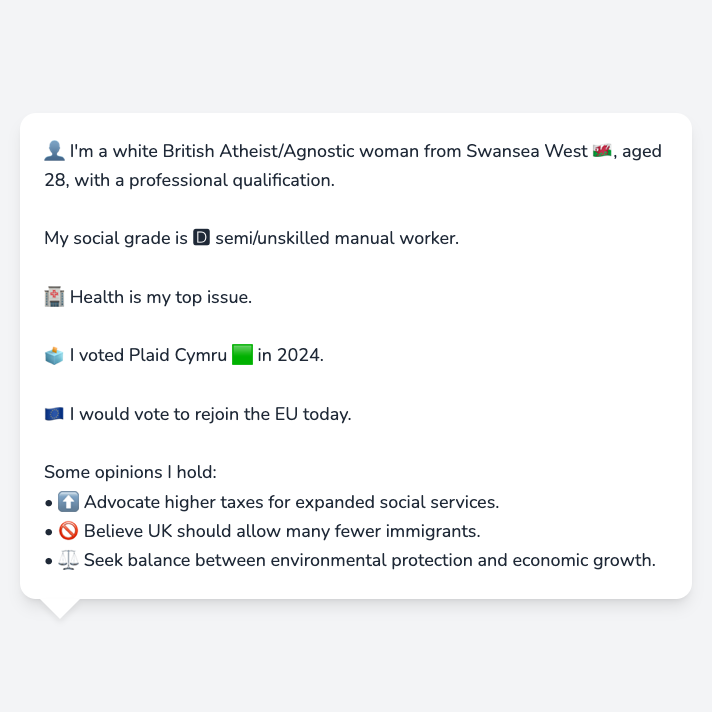 👤 I'm a white British Atheist/Agnostic woman from Swansea West 🏴󠁧󠁢󠁷󠁬󠁳󠁿, aged
28, with a professional qualification.
My social grade is 🅳 semi/unskilled manual worker.
🏥 Health is my top issue.
🗳️ I voted Plaid Cymru 🟩 in 2024.
🇪🇺 I would vote to rejoin the EU today.
Some opinions I hold:
• ⬆️ Advocate higher taxes for expanded social services.
• 🚫 Believe UK should allow many fewer immigrants.
• ⚖️ Seek balance between environmental protection and economic growth.